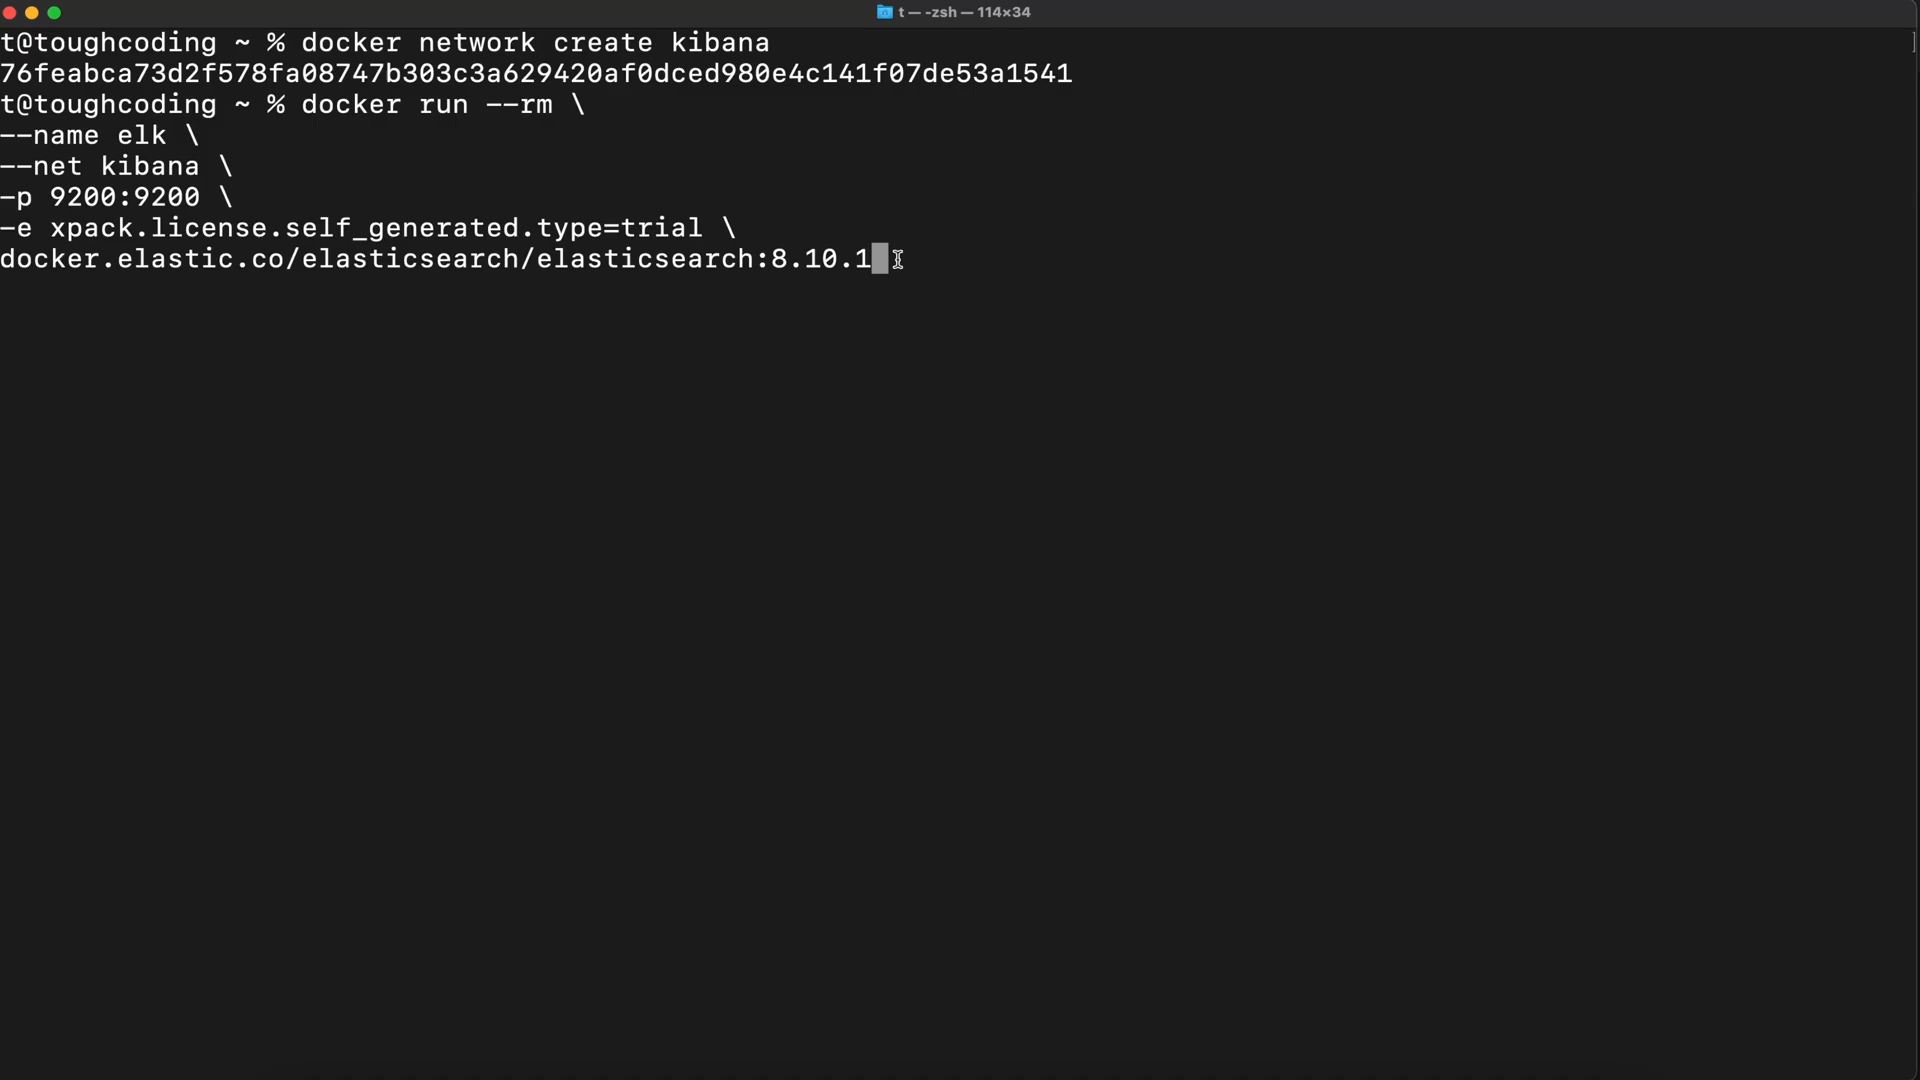 t — -zsh — 114×34
t@toughcoding ~ % docker network create kibana
76feabca73d2f578fa08747b303c3a629420af0dced980e4c141f07de53a1541
t@toughcoding ~ % docker run --rm \
--name elk \
--net kibana \
-p 9200:9200 \
-e xpack.license.self_generated.type=trial \
docker.elastic.co/elasticsearch/elasticsearch:8.10.1